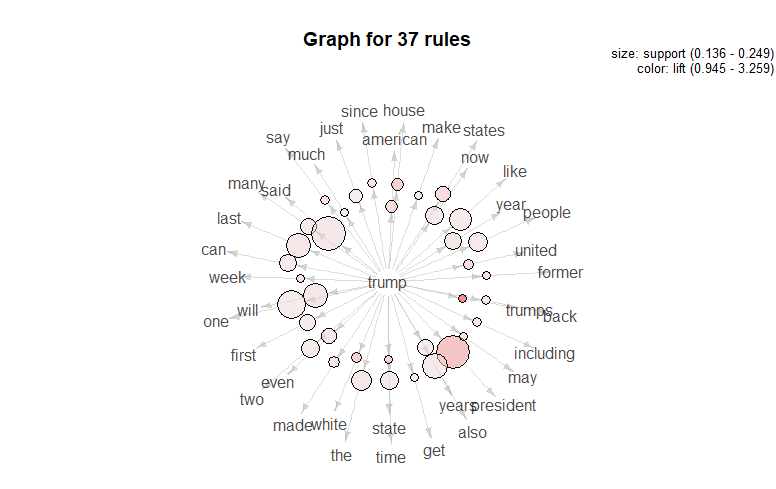 Graph for 37 rules
size: support (0.136 - 0.249)
color: lift (0.945 - 3.259)
since house
just
american
make
states
say
much
now
like
many
said
year
people
last
can
united
week
former
trump
will
one
trumps
back
first
including
even
may
two
years
president
made
white
state
also
the
time
get